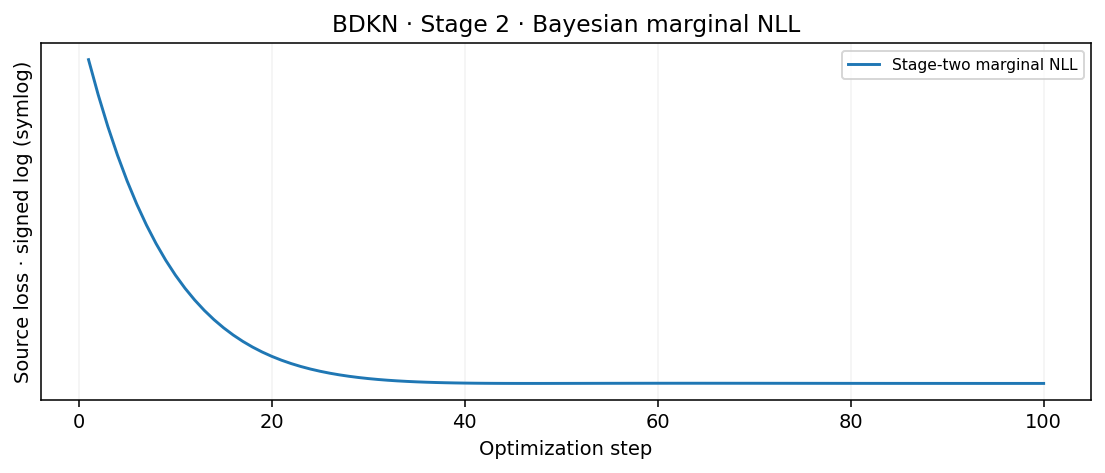 BDKN · Stage 2 · Bayesian marginal NLL
Stage-two marginal NLL
Source loss · signed log (symlog)
0 20 40 60 80 100
Optimization step